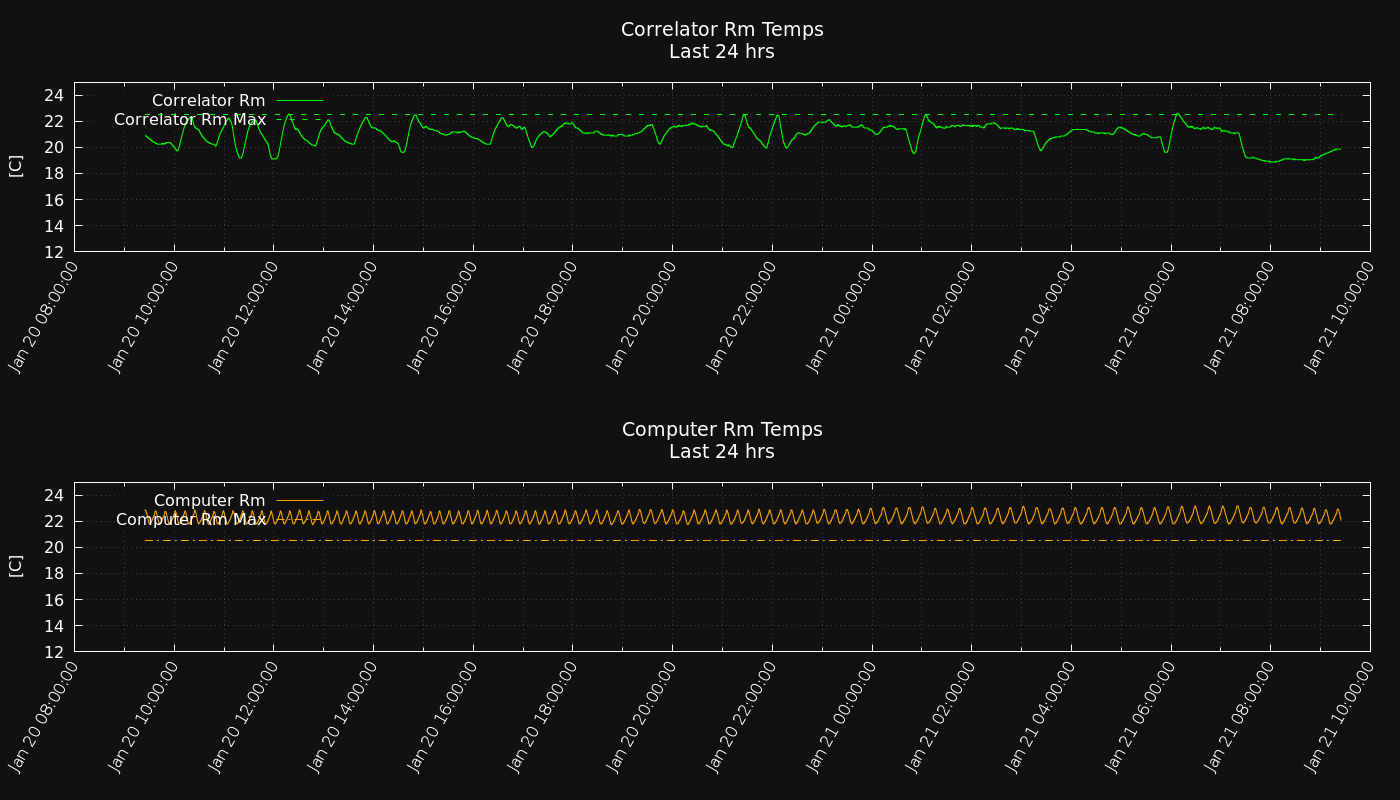 Correlator Rm Temps
Last 24 hrs
24
22
20
18
16
14
12
[C]
Correlator Rm
Correlator Rm Max
Jan 20 08:00:00
Jan 20 10:00:00
Jan 20 12:00:00
Jan 20 14:00:00
Jan 20 16:00:00
Jan 20 18:00:00
Jan 20 20:00:00
Jan 20 22:00:00
Jan 21 00:00:00
Jan 21 02:00:00
Jan 21 04:00:00
Jan 21 06:00:00
Jan 21 08:00:00
Jan 21 10:00:00
Computer Rm Temps
Last 24 hrs
24
22
20
18
16
14
12
[C]
Computer Rm
Computer Rm Max
Jan 20 08:00:00
Jan 20 10:00:00
Jan 20 12:00:00
Jan 20 14:00:00
Jan 20 16:00:00
Jan 20 18:00:00
Jan 20 20:00:00
Jan 20 22:00:00
Jan 21 00:00:00
Jan 21 02:00:00
Jan 21 04:00:00
Jan 21 06:00:00
Jan 21 08:00:00
Jan 21 10:00:00